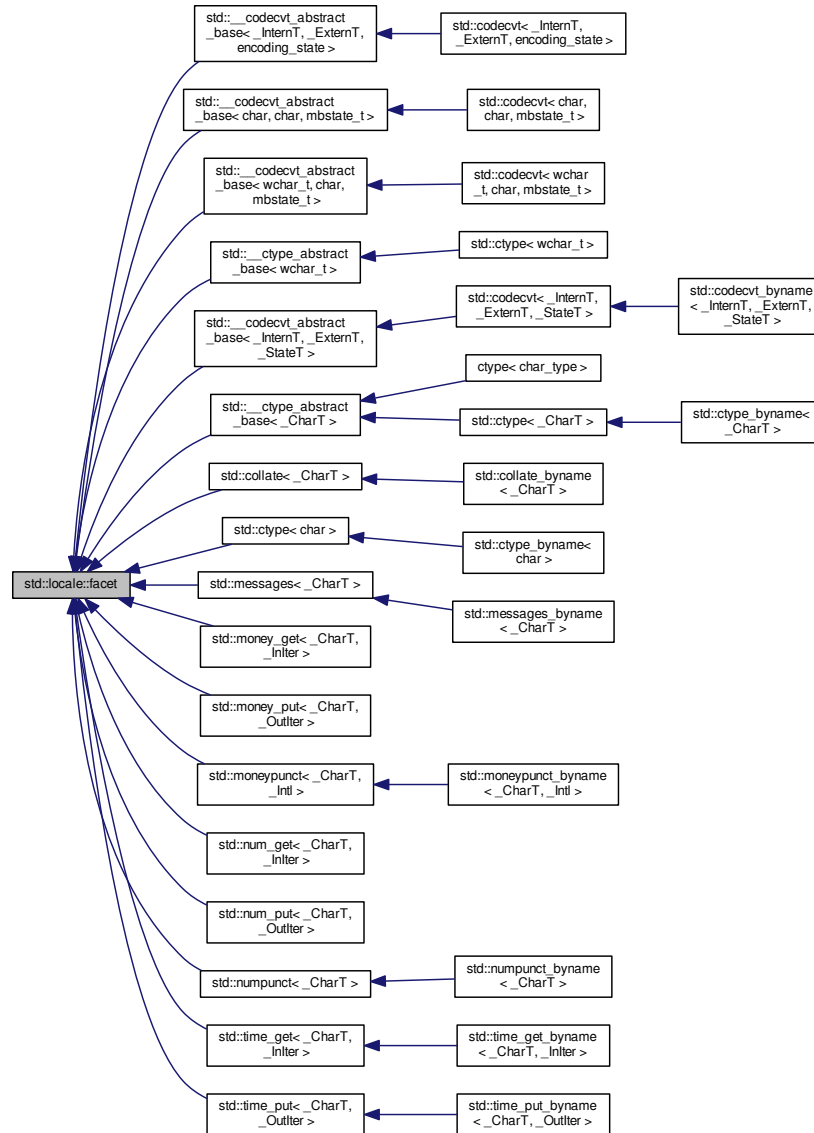 std::__codecvt_abstract
_base< _InternT, _ExternT,
encoding_state >
std::codecvt< _InternT,
_ExternT, encoding_state >
std::__codecvt_abstract
_base< char, char, mbstate_t >
std::codecvt< char,
char, mbstate_t >
std::__codecvt_abstract
_base< wchar_t, char,
mbstate_t >
std::codecvt< wchar
_t, char, mbstate_t >
std::__ctype_abstract
_base< wchar_t >
std::ctype< wchar_t >
std::__codecvt_abstract
_base< _InternT, _ExternT,
_StateT >
std::codecvt< _InternT,
_ExternT, _StateT >
std::codecvt_byname
< _InternT, _ExternT,
_StateT >
std::__ctype_abstract
_base< _CharT >
ctype< char_type >
std::ctype< _CharT >
std::ctype_byname<
_CharT >
std::collate< _CharT >
std::collate_byname
< _CharT >
std::ctype< char >
std::ctype_byname<
char >
std::locale::facet
std::messages< _CharT >
std::messages_byname
< _CharT >
std::money_get< _CharT,
_InIter >
std::money_put< _CharT,
_OutIter >
std::moneypunct< _CharT,
_Intl >
std::moneypunct_byname
< _CharT, _Intl >
std::num_get< _CharT,
_InIter >
std::num_put< _CharT,
_OutIter >
std::numpunct< _CharT >
std::numpunct_byname
< _CharT >
std::time_get< _CharT,
_InIter >
std::time_get_byname
< _CharT, _InIter >
std::time_put< _CharT,
_OutIter >
std::time_put_byname
< _CharT, _OutIter >